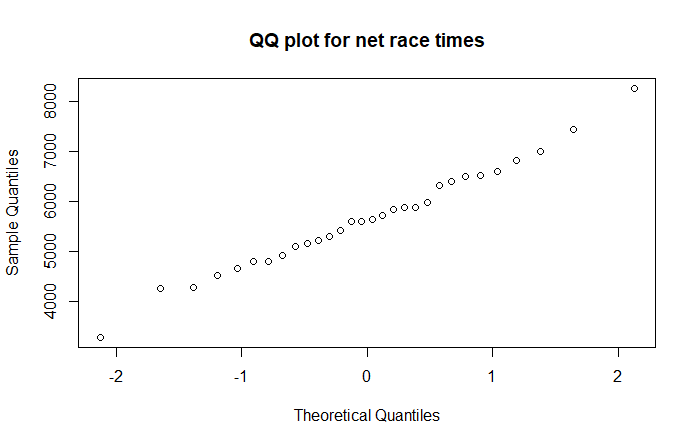 QQ plot for net race times
Sample Quantiles
8000
7000
6000
5000
4000
-2 -1 0 1 2
Theoretical Quantiles